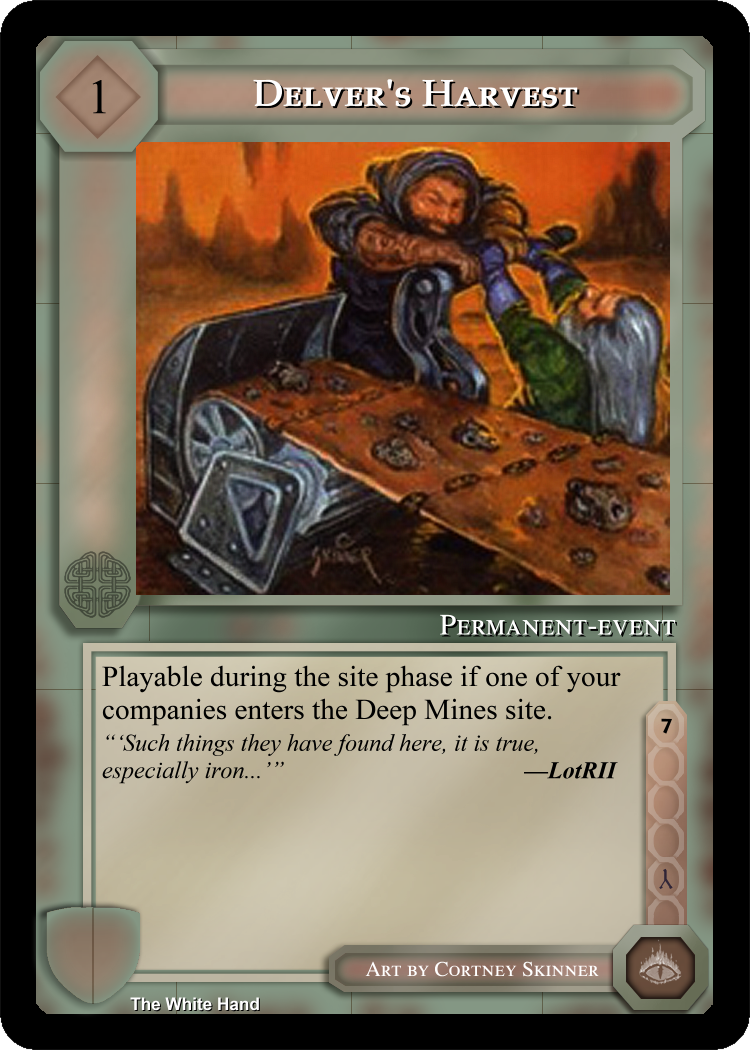 1
Delver's Harvest
Skinner
Permanent-event
Playable during the site phase if one of your
companies enters the Deep Mines site.
“‘Such things they have found here, it is true,
especially iron...’”
—LotRII
7
Art by Cortney Skinner
The White Hand